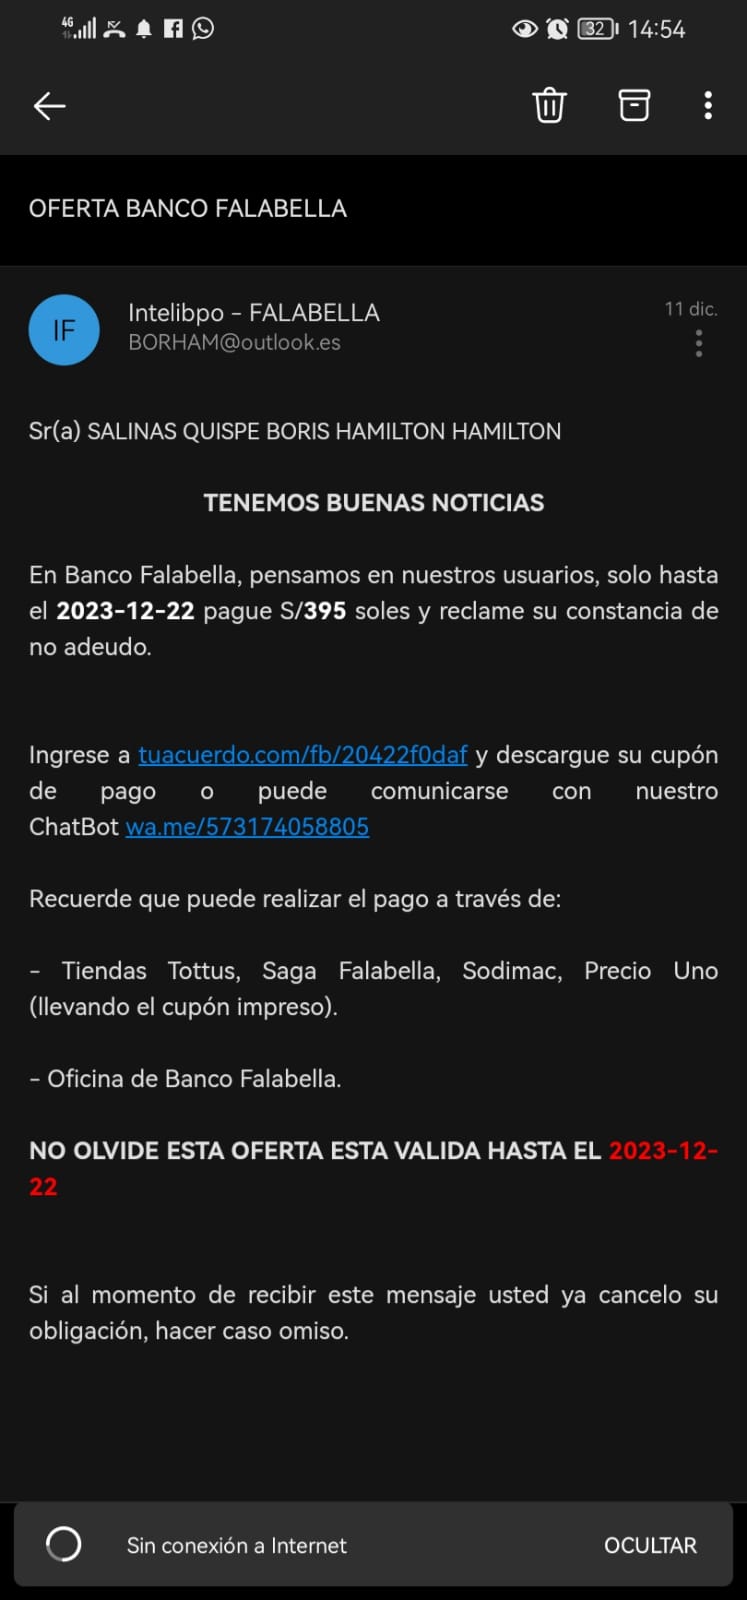 4G 32 14:54
OFERTA BANCO FALABELLA
IF
Intelibpo - FALABELLA
11 dic.
BORHAM@outlook.es
Sr(a) SALINAS QUISPE BORIS HAMILTON HAMILTON
TENEMOS BUENAS NOTICIAS
En Banco Falabella, pensamos en nuestros usuarios, solo hasta
el 2023-12-22 pague S/395 soles y reclame su constancia de
no adeudo.
Ingrese a tuacuerdo.com/fb/20422f0daf y descargue su cupón
de pago o puede comunicarse con nuestro
ChatBot wa.me/573174058805
Recuerde que puede realizar el pago a través de:
- Tiendas Tottus, Saga Falabella, Sodimac, Precio Uno
(llevando el cupón impreso).
- Oficina de Banco Falabella.
NO OLVIDE ESTA OFERTA ESTA VALIDA HASTA EL 2023-12-
22
Si al momento de recibir este mensaje usted ya cancelo su
obligación, hacer caso omiso.
Sin conexión a Internet OCULTAR